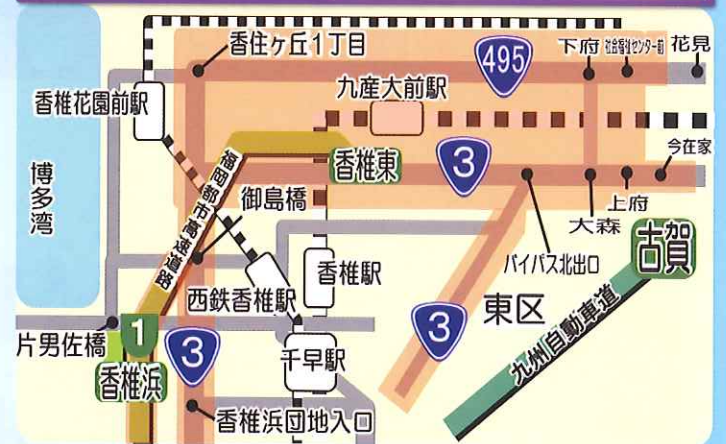 香住ヶ丘1丁目
495
下府
社会福祉センター前
花見
香椎花園前駅
九産大前駅
今在家
博多湾
福岡都市高速道路
香椎東
3
御島橋
大森
上府
古賀
バイパス北出口
西鉄香椎駅
香椎駅
東区
九州自動車道
片男佐橋
1
3
3
千早駅
香椎浜
香椎浜団地入口